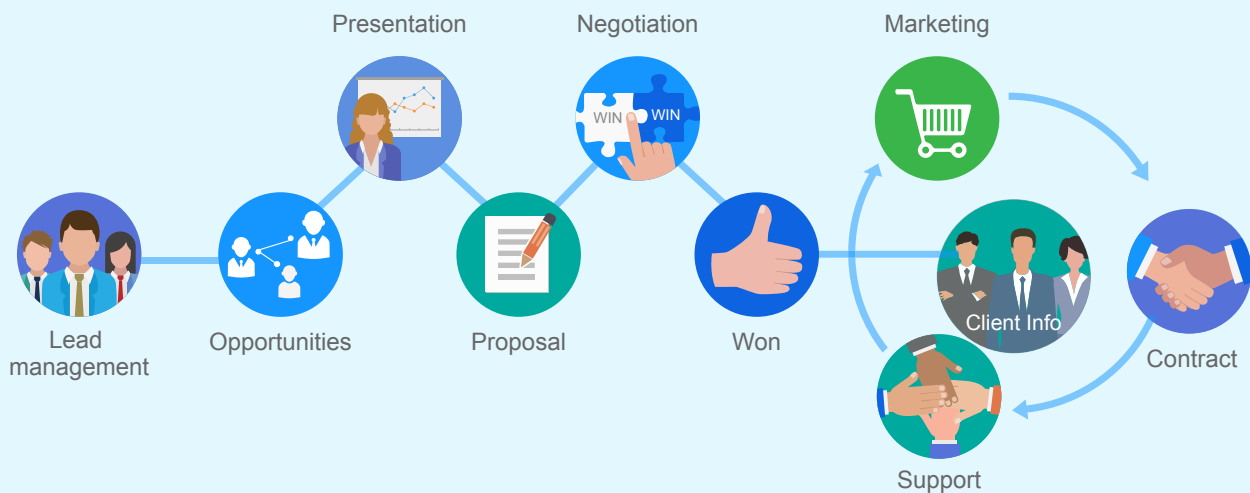 Presentation
Negotiation
Marketing
WIN
WIN
Lead
management
Opportunities
Proposal
Won
Client Info
Contract
Support